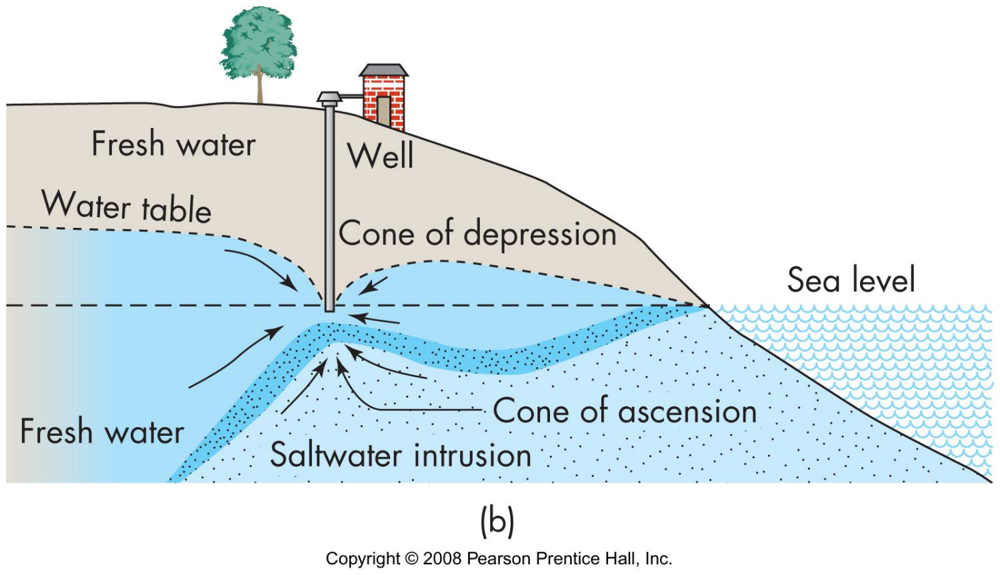 Fresh water
Well
Water table
Cone of depression
Sea level
Cone of ascension
Fresh water
Saltwater intrusion
(b)
Copyright © 2008 Pearson Prentice Hall, Inc.